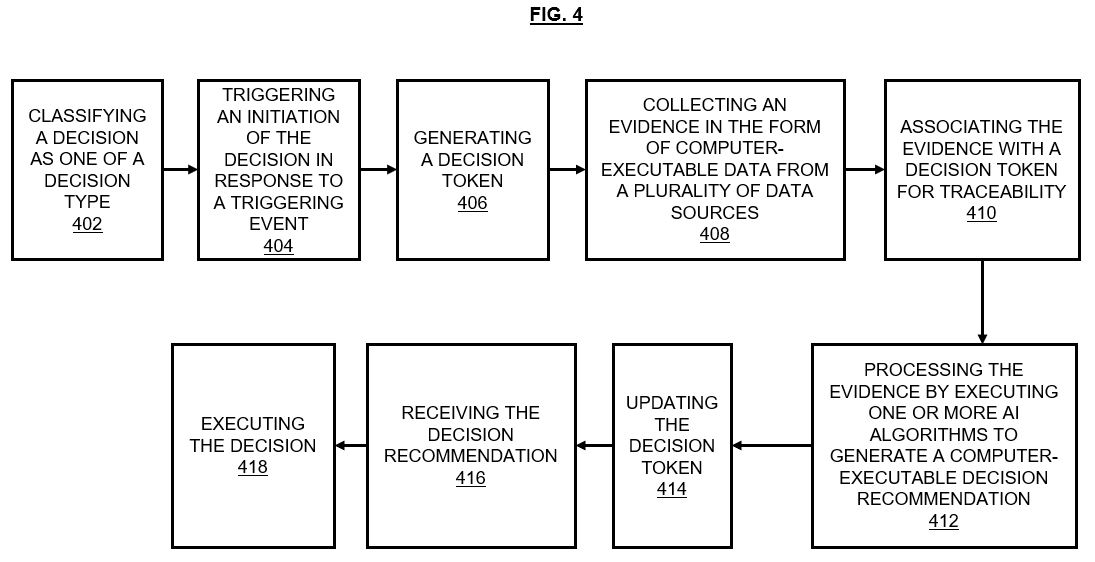 FIG. 4
CLASSIFYING
A DECISION
AS ONE OF A
DECISION
TYPE
402
TRIGGERING
AN INITIATION
OF THE
DECISION IN
RESPONSE TO
A TRIGGERING
EVENT
404
GENERATING
A DECISION
TOKEN
406
COLLECTING AN
EVIDENCE IN THE FORM
OF COMPUTER-
EXECUTABLE DATA FROM
A PLURALITY OF DATA
SOURCES
408
ASSOCIATING THE
EVIDENCE WITH A
DECISION TOKEN
FOR TRACEABILITY
410
PROCESSING THE
EVIDENCE BY EXECUTING
ONE OR MORE AI
ALGORITHMS TO
GENERATE A COMPUTER-
EXECUTABLE DECISION
RECOMMENDATION
412
UPDATING
THE
DECISION
TOKEN
414
RECEIVING THE
DECISION
RECOMMENDATION
416
EXECUTING
THE DECISION
418